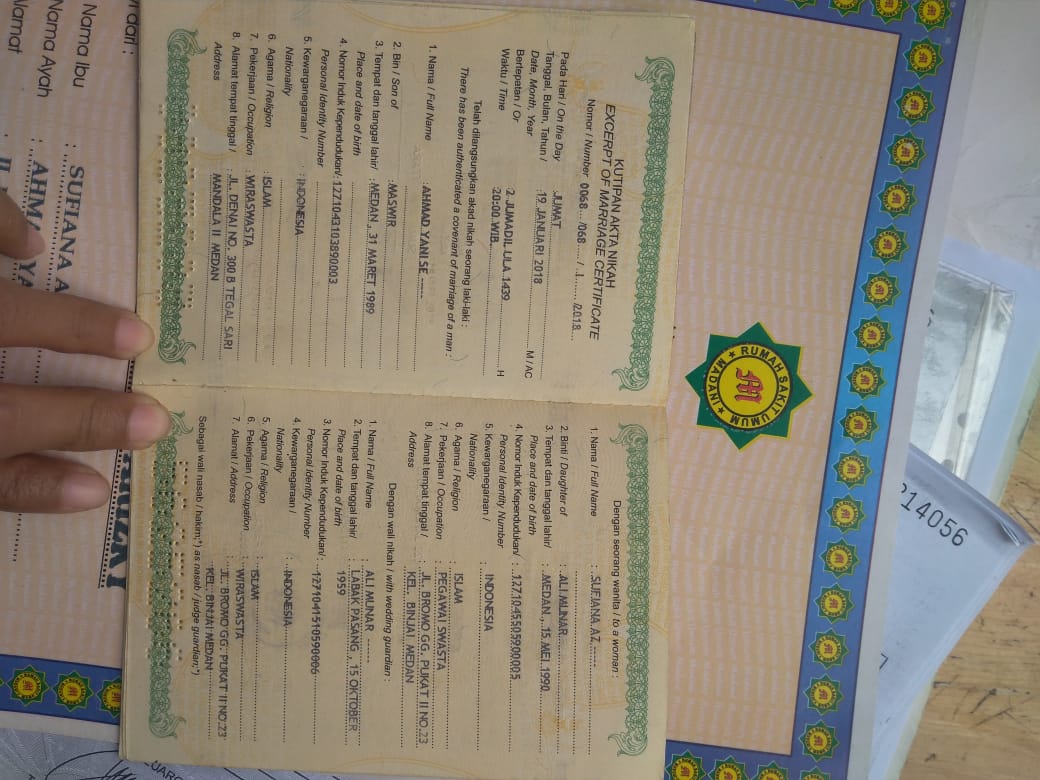 KUTIPAN AKTA NIKAH
EXCERPT OF MARRIAGE CERTIFICATE
Nomor / Number 0068 /068 / I /2018
Pada Hari / On the Day : JUMAT
Tanggal, Bulan, Tahun / : 19 JANUARI 2018 M / AC
Date, Month, Year
Bertepatan / Or : 2 JUMADIL ULA 1439 H
Waktu / Time 20:00 WIB.
Telah dilangsungkan akad nikah seorang laki-laki :
There has been authenticated a covenant of marriage of a man :
1. Nama / Full Name : AHMAD YANI SE -----
2. Bin / Son of : MASWIR
3. Tempat dan tanggal lahir/ : MEDAN , 31 MARET 1989
Place and date of birth
4. Nomor Induk Kependudukan/ : 1271043103890003
Personal Identity Number
5. Kewarganegaraan / : INDONESIA
Nationality
6. Agama / Religion : ISLAM
7. Pekerjaan / Occupation : WIRASWASTA
8. Alamat tempat tinggal / : JL. DENAI NO. 300 B TEGAL SARI
Address MANDALA II MEDAN
Dengan seorang wanita / to a woman :
1. Nama / Full Name : SUFIANA AZ -----
2. Binti / Daughter of : ALI MUNAR
3. Tempat dan tanggal lahir/ : MEDAN , 15 MEI 1990
Place and date of birth
4. Nomor Induk Kependudukan/ : 1271045505900005
Personal Identity Number
5. Kewarganegaraan / : INDONESIA
Nationality
6. Agama / Religion : ISLAM
7. Pekerjaan / Occupation : PEGAWAI SWASTA
8. Alamat tempat tinggal / : JL. BROMO GG. PUKAT II NO.23
Address KEL. BINJAI MEDAN
Dengan wali nikah / with wedding guardian :
1. Nama / Full Name : ALI MUNAR -----
2. Tempat dan tanggal lahir/ : LABAK PASANG , 15 OKTOBER
Place and date of birth 1959
3. Nomor Induk Kependudukan/ : 1271041510590006
Personal Identity Number
4. Kewarganegaraan / : INDONESIA
Nationality
5. Agama / Religion : ISLAM
6. Pekerjaan / Occupation : WIRASWASTA
7. Alamat / Address : JL. BROMO GG. PUKAT II NO.23
KEL. BINJAI MEDAN
Sebagai wali nasab / hakim;*) as nasab / judge guardian;*)
RUMAH SAKIT UMUM
MADANI
Nama Ibu : SUFIANA
Nama Ayah :
Alamat :
214056
7